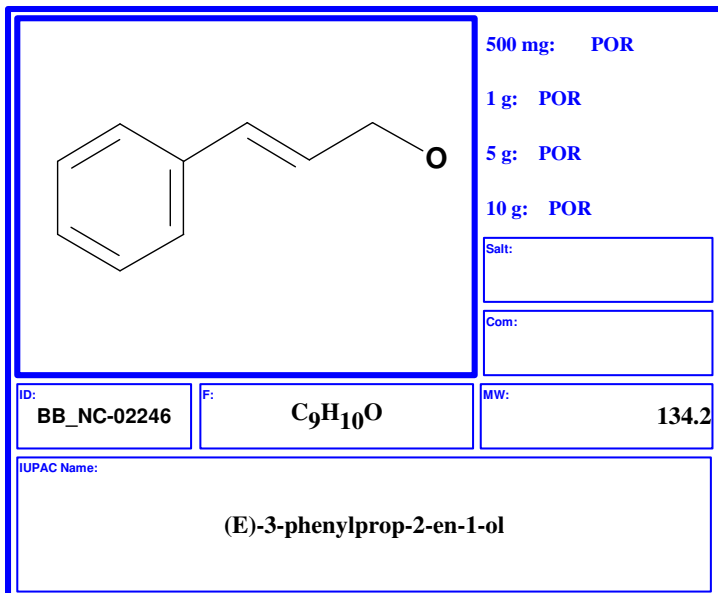 O
500 mg: POR
1 g: POR
5 g: POR
10 g: POR
Salt:
Com:
ID:
BB_NC-02246
F:
C9H10O
MW:
134.2
IUPAC Name:
(E)-3-phenylprop-2-en-1-ol